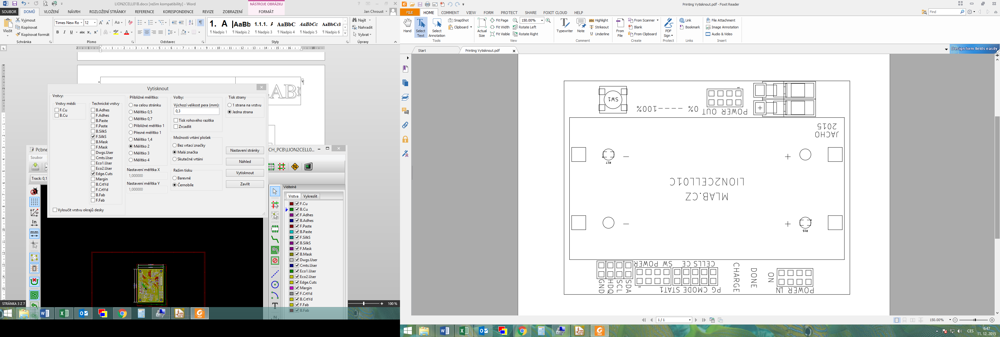 LION2CELL01B.docx [režim kompatibility] - Word
NÁSTROJE OBRÁZKU
SOUBOR DOMŮ VLOŽENÍ NÁVRH ROZLOŽENÍ STRÁNKY REFERENCE KORESPONDENCE REVIZE ZOBRAZENÍ FORMÁT
Jan Chroust
Vložit
Vyjmout
Kopírovat
Kopírovat formát
Schránka
Times New Ro 12
Písmo
Odstavec
1. A
AaBb
1.1.1. A
AaBbC
AaBbCc.
AaBbCcI
¶ Nadpis 1 ¶ Nadpis 2 ¶ Nadpis 3 ¶ Nadpis 4 ¶ Nadpis 5 ¶ Nadpis 6
Styly
Najít
Nahradit
Vybrat
Úpravy
Vytisknout
Vrstvy:
Vrstvy médi:
F.Cu
B.Cu
Technické vrstvy
B.Adhes
F.Adhes
B.Paste
F.Paste
B.SilkS
F.SilkS
B.Mask
F.Mask
Dwgs.User
Cmts.User
Eco1.User
Eco2.User
Edge.Cuts
Margin
B.CrtYd
F.CrtYd
B.Fab
F.Fab
Vyloučit vrstvu okrajů desky
Přibližné měřítko:
na celou stránku
Měřítko 0,5
Měřítko 0,7
Přibližné měřítko 1
Přesné měřítko 1
Měřítko 1,4
Měřítko 2
Měřítko 3
Měřítko 4
Nastavení měřítka X
1,000000
Nastavení měřítka Y
1,000000
Volby:
Výchozí velikost pera (mm):
0,3
Tisk rohového razítka
Zrcadlit
Možnosti vrtání plošek
Bez vrtací značky
Malá značka
Skutečné vrtání
Režim tisku
Barevně
Černobíle
Tisk strany
1 strana na vrstvu
Jedna strana
Nastavení stránky
Náhled
Vytisknout
Zavřít
Pcbne
CH_PCB\LION2CELL0...
Soubor
Track: 0,1
In
mm
Viditelné
Vrstva Vykreslit
F.Cu
B.Cu
F.Adhes
B.Adhes
F.Paste
B.Paste
F.SilkS
B.SilkS
F.Mask
B.Mask
Dwgs.User
Cmts.User
Eco1.User
Eco2.User
Edge.Cuts
Margin
F.CrtYd
B.CrtYd
F.Fab
B.Fab
STRÁNKA 3 Z 7
100 %
Printing Vytisknout.pdf - Foxit Reader
FILE HOME COMMENT VIEW FORM PROTECT SHARE FOXIT CLOUD HELP
Find
Hand
Select Text
Select Annotation
SnapShot
Clipboard
Tools
Actual Size
Fit Page
Fit Width
Fit Visible
150.00%
Rotate Left
Rotate Right
View
Typewriter
Note
Highlight
Strikeout
Underline
Comment
From File
From Scanner
Blank
From Clipboard
Create
PDF Sign
Protect
Link
Bookmark
Links
File Attachment
Image Annotation
Audio & Video
Insert
Start
Printing Vytisknout.pdf
Design form fields easily
SW1
0% ----100%
POWER OUT
1
JACHO
2015
R17
- +
LION2CELL01C
MLAB.CZ
- +
R15
SW POWER
CELLS CE
GND
HDQ
SCL
SDA
PG CMODE STAT1
CHARGE
DONE
ON
POWER IN
1 / 1
150.00%
CES
6:47
11. 12. 2015